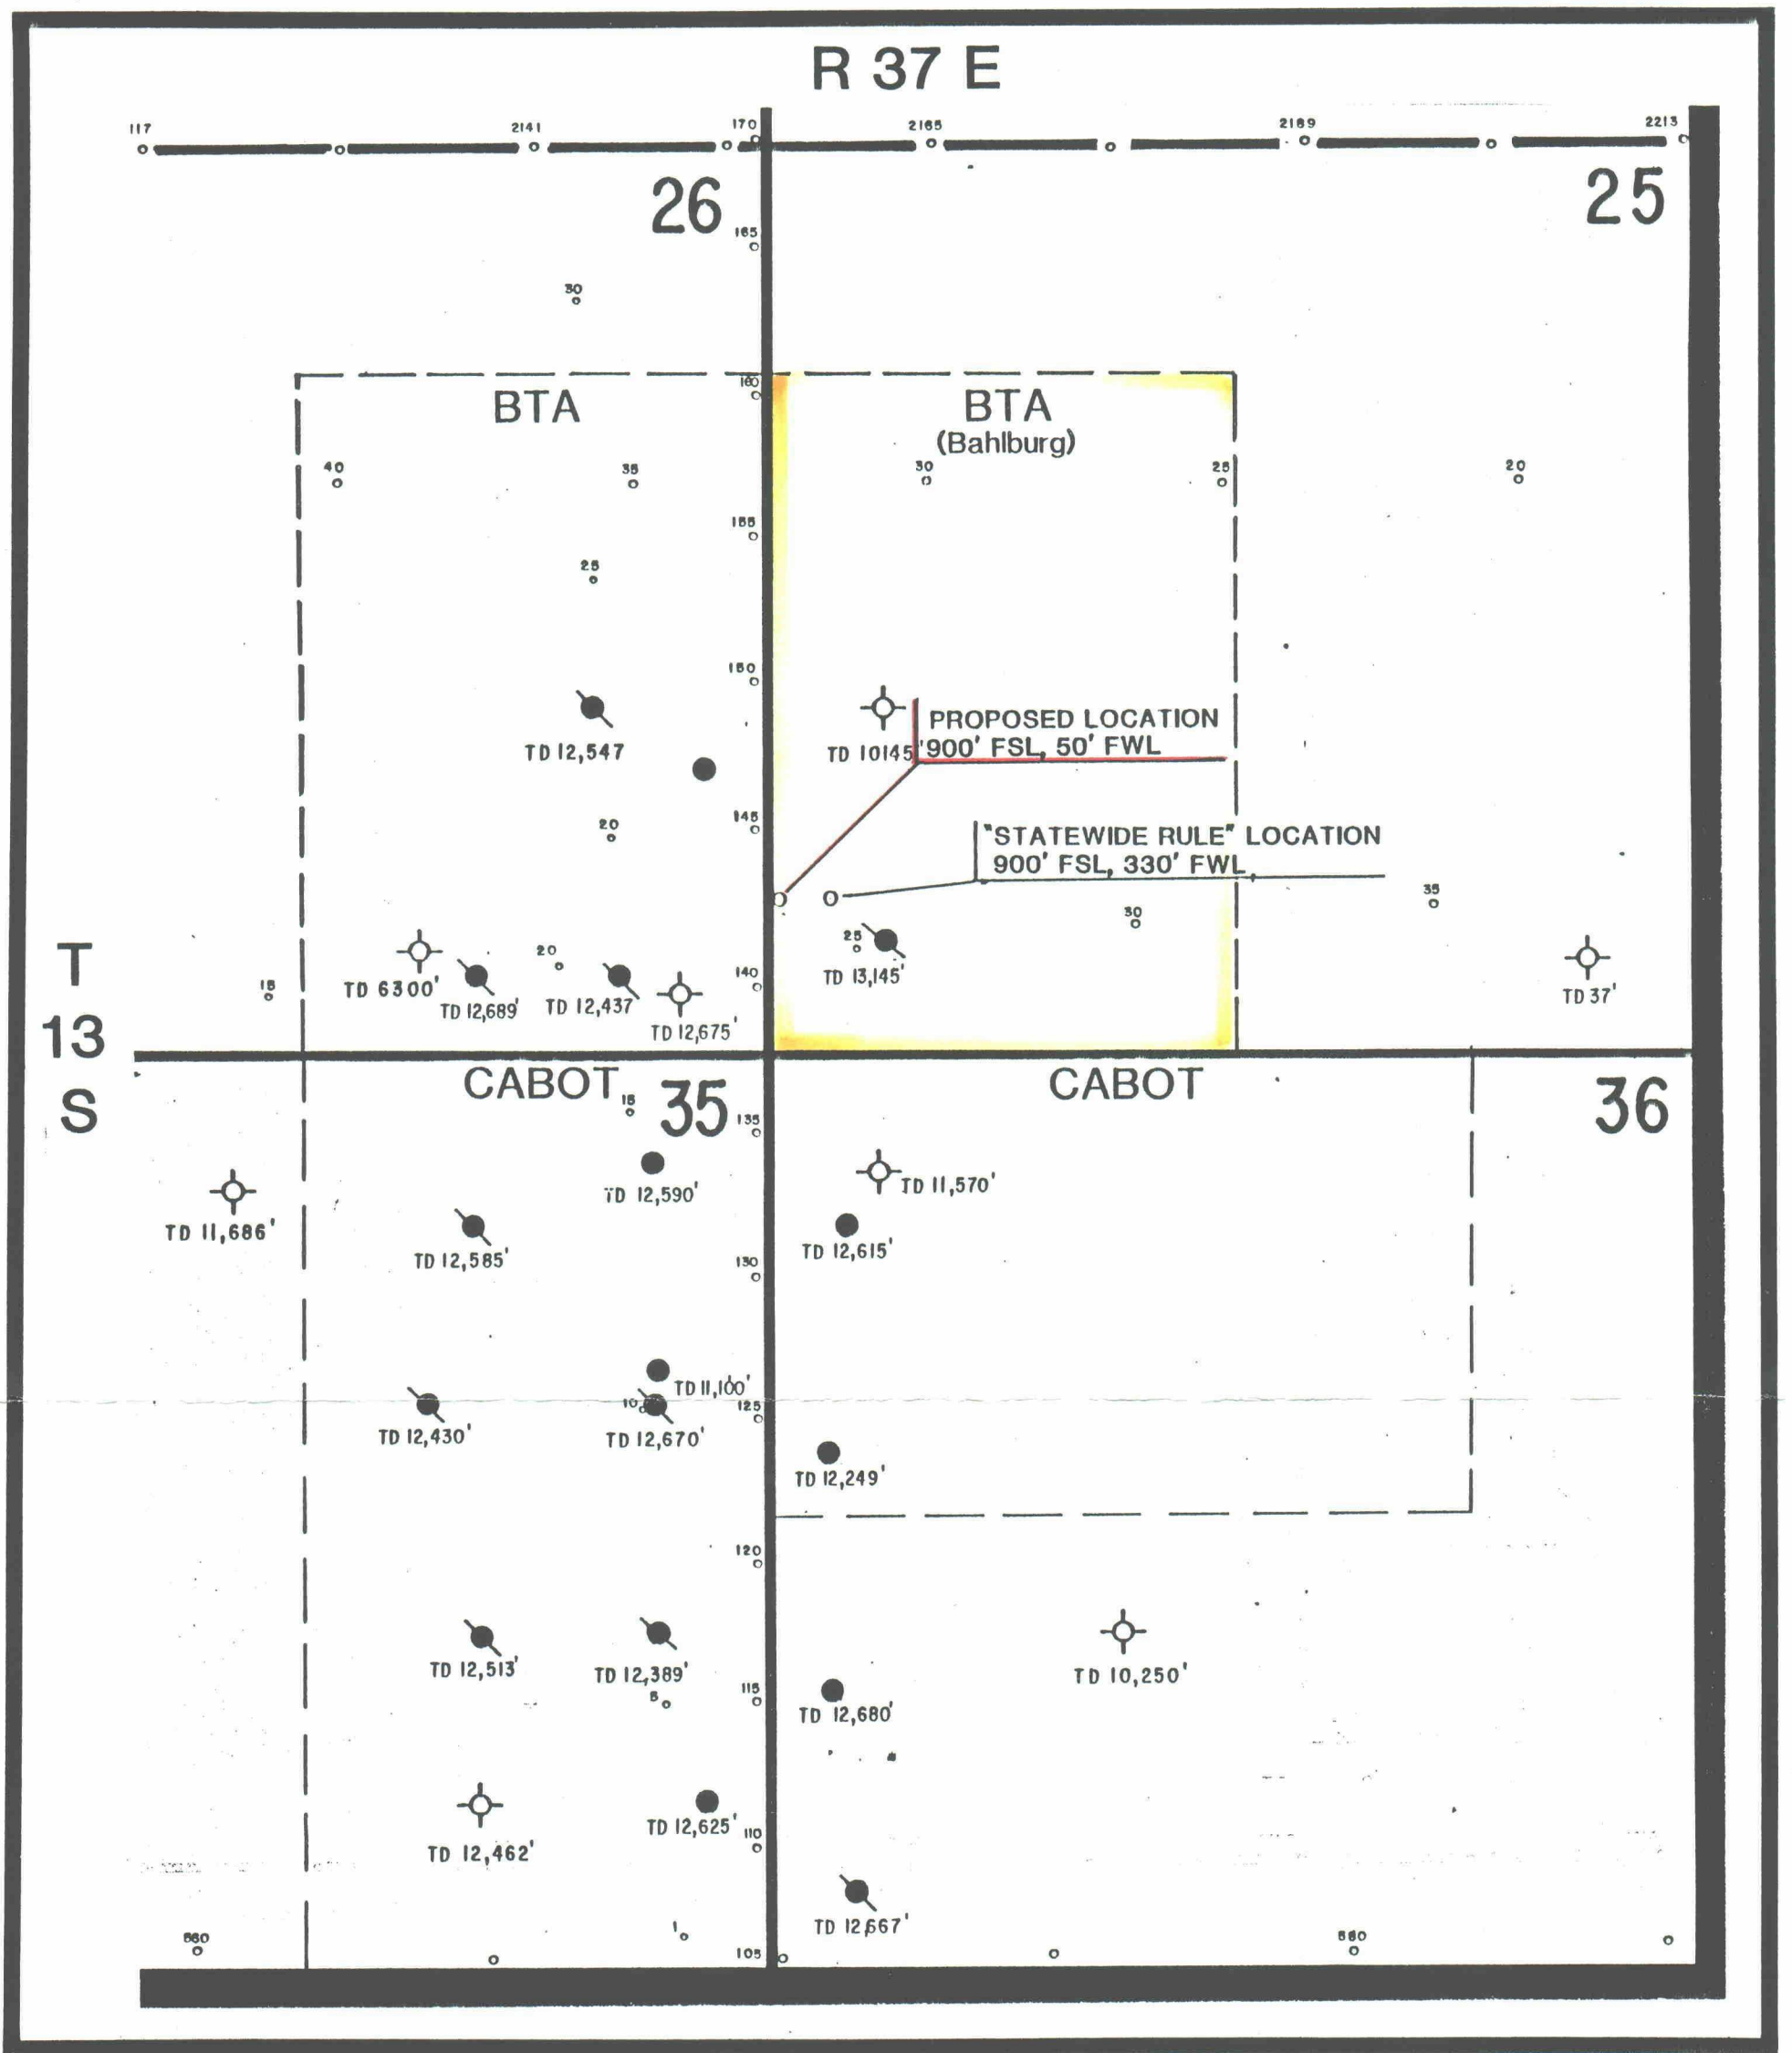 R 37 E
117
2141
170
2165
2189
2213
26
25
165
30
160
BTA
BTA
(Bahlburg)
40
35
30
25
20
155
25
150
TD 12,547
TD 10145'
PROPOSED LOCATION
900' FSL, 50' FWL
145
20
"STATEWIDE RULE" LOCATION
900' FSL, 330' FWL
35
30
25
T
13
S
20
15
TD 6300'
TD 12,689'
TD 12,437
TD 12,675'
140
TD 13,145'
TD 37'
CABOT
15
35
135
CABOT
36
TD 11,686'
TD 12,590'
TD 12,585'
TD 11,570'
TD 12,615'
130
TD 11,100'
10
125
TD 12,430'
TD 12,670'
TD 12,249'
120
TD 12,513'
TD 12,389'
5
115
TD 12,680'
TD 10,250'
TD 12,462'
TD 12,625'
110
TD 12,667'
560
1
105
560